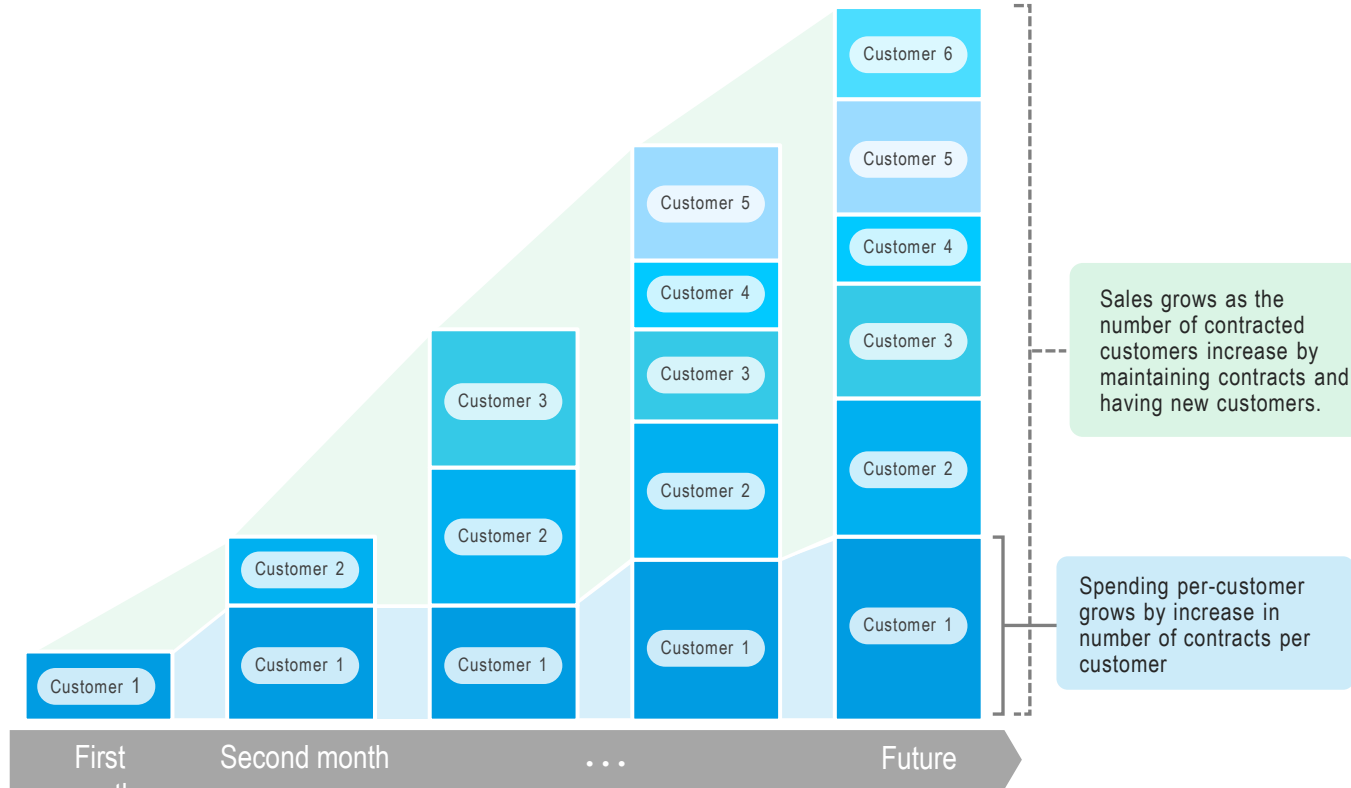 Customer 6
Customer 5
Customer 5
Customer 4
Customer 4
Customer 3
Customer 3
Customer 3
Customer 2
Customer 2
Customer 2
Customer 2
Customer 1
Customer 1
Customer 1
Customer 1
Customer 1
Sales grows as the
number of contracted
customers increase by
maintaining contracts and
having new customers.
Spending per-customer
grows by increase in
number of contracts per
customer
First
Second month
...
Future